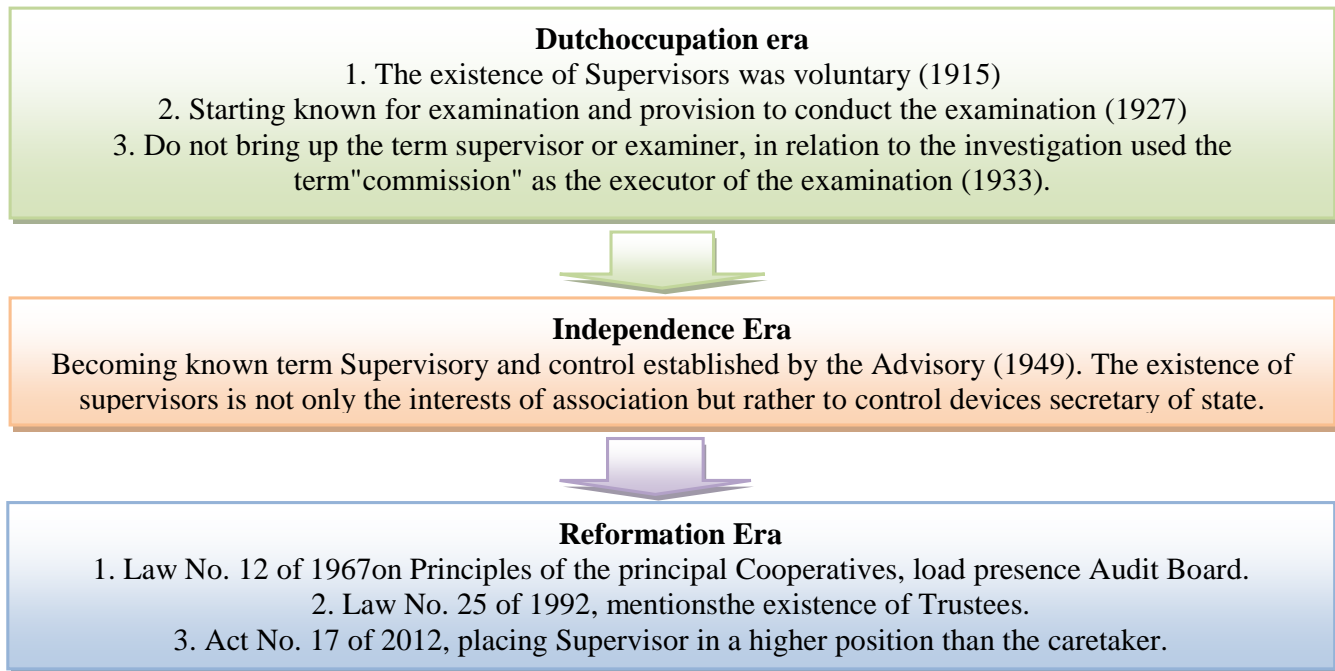 Dutchoccupation era
1. The existence of Supervisors was voluntary (1915)
2. Starting known for examination and provision to conduct the examination (1927)
3. Do not bring up the term supervisor or examiner, in relation to the investigation used the
term"commission" as the executor of the examination (1933).
Independence Era
Becoming known term Supervisory and control established by the Advisory (1949). The existence of
supervisors is not only the interests of association but rather to control devices secretary of state.
Reformation Era
1. Law No. 12 of 1967on Principles of the principal Cooperatives, load presence Audit Board.
2. Law No. 25 of 1992, mentionsthe existence of Trustees.
3. Act No. 17 of 2012, placing Supervisor in a higher position than the caretaker.